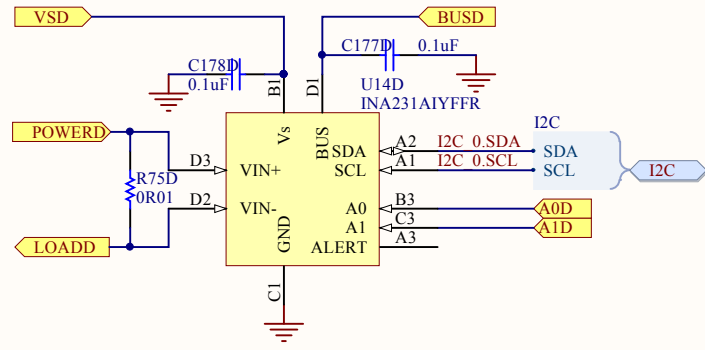 VSD
BUSD
C178D
0.1uF
C177D
0.1uF
B1
D1
U14D
INA231AIYFFR
POWERD
R75D
0R01
LOADD
D3
D2
VIN+
VIN-
Vs
BUS
GND
SDA
SCL
A0
A1
ALERT
A2
A1
B3
C3
A3
C1
I2C_0.SDA
I2C_0.SCL
I2C
SDA
SCL
I2C
A0D
A1D